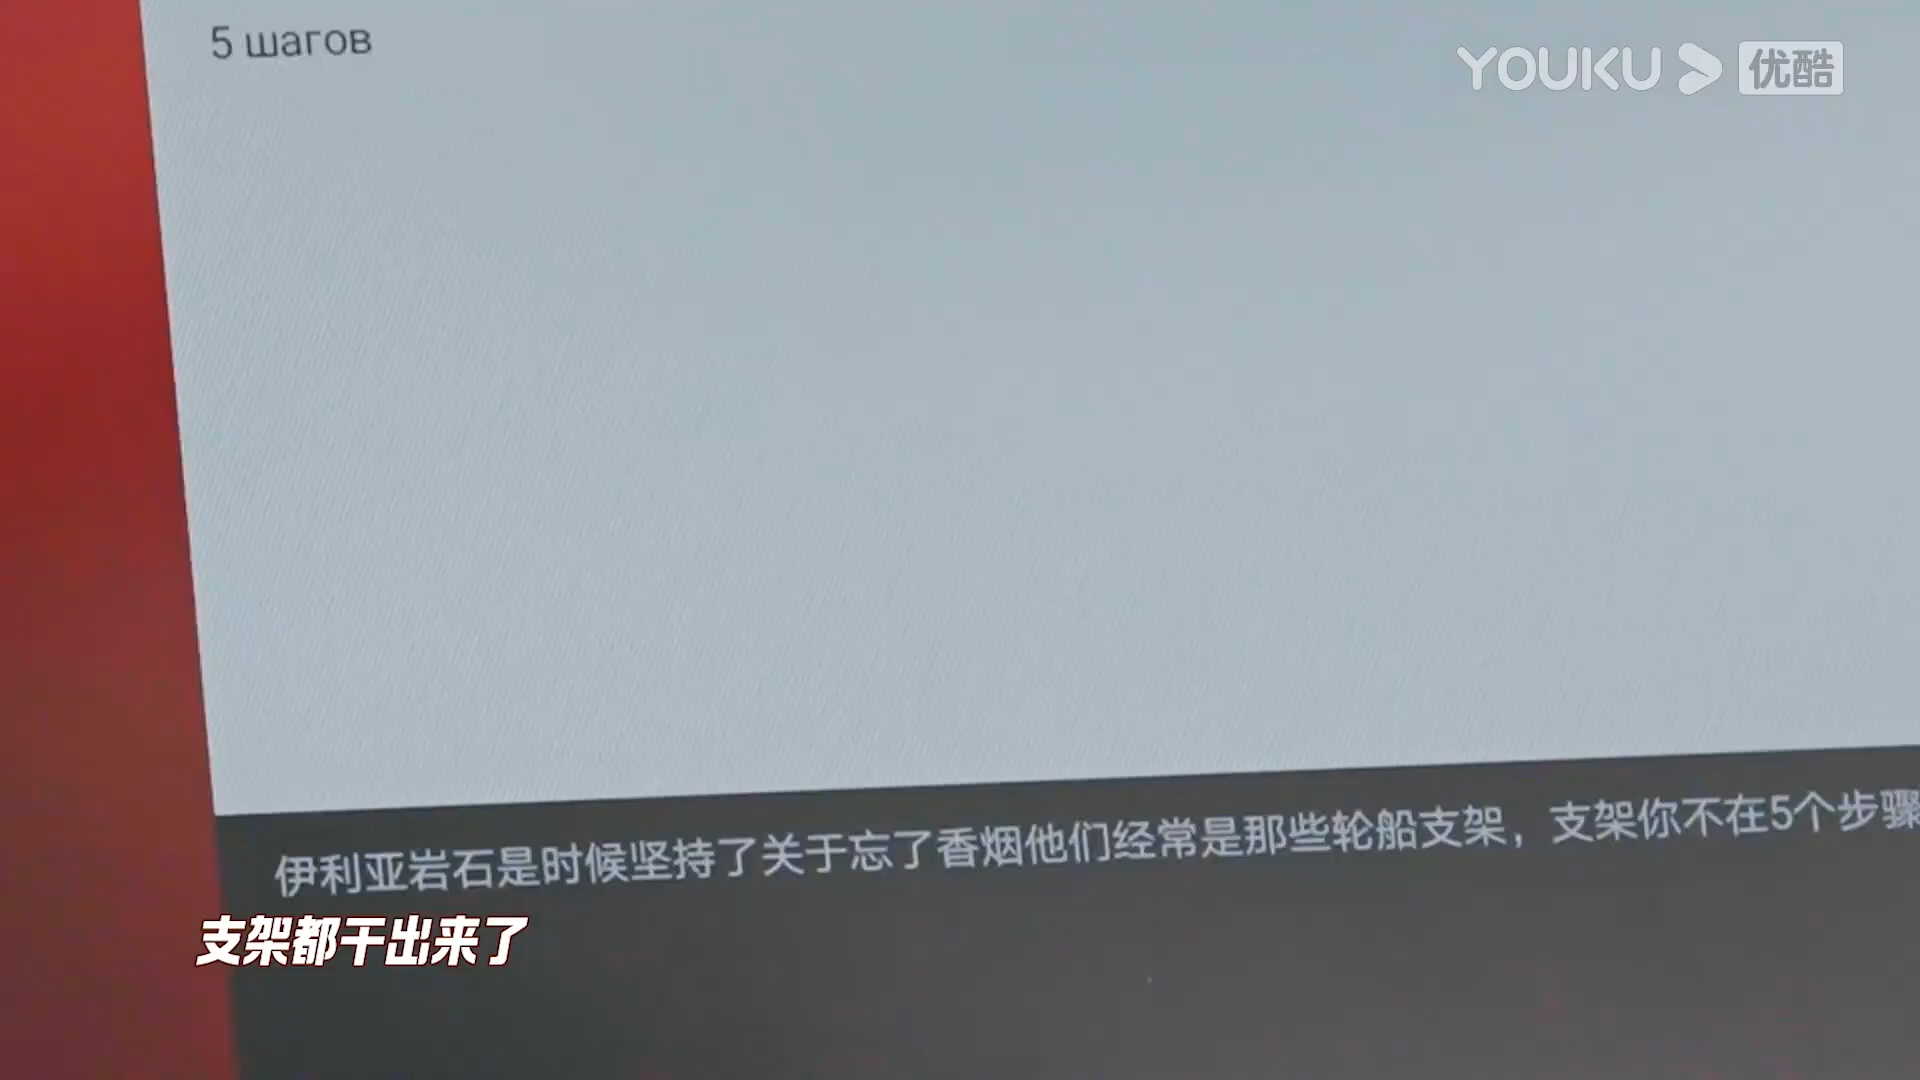 5 шагов
YOUKU 优酷
伊利亚岩石是时候坚持了关于忘了香烟他们经常是那些轮船支架，支架你不在5个步骤
支架都干出来了